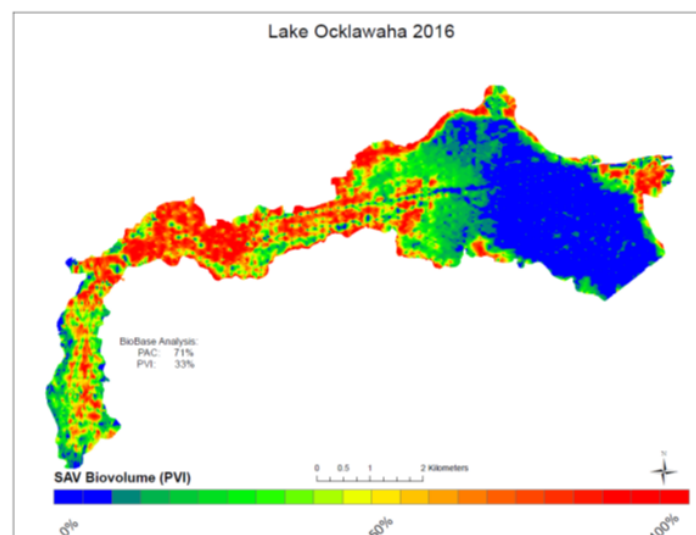 Lake Ocklawaha 2016
BioBase Analysis:
PAC: 71%
PVI: 33%
0 0.5 1 2 Kilometers
N
SAV Biovolume (PVI)
0% 50% 100%